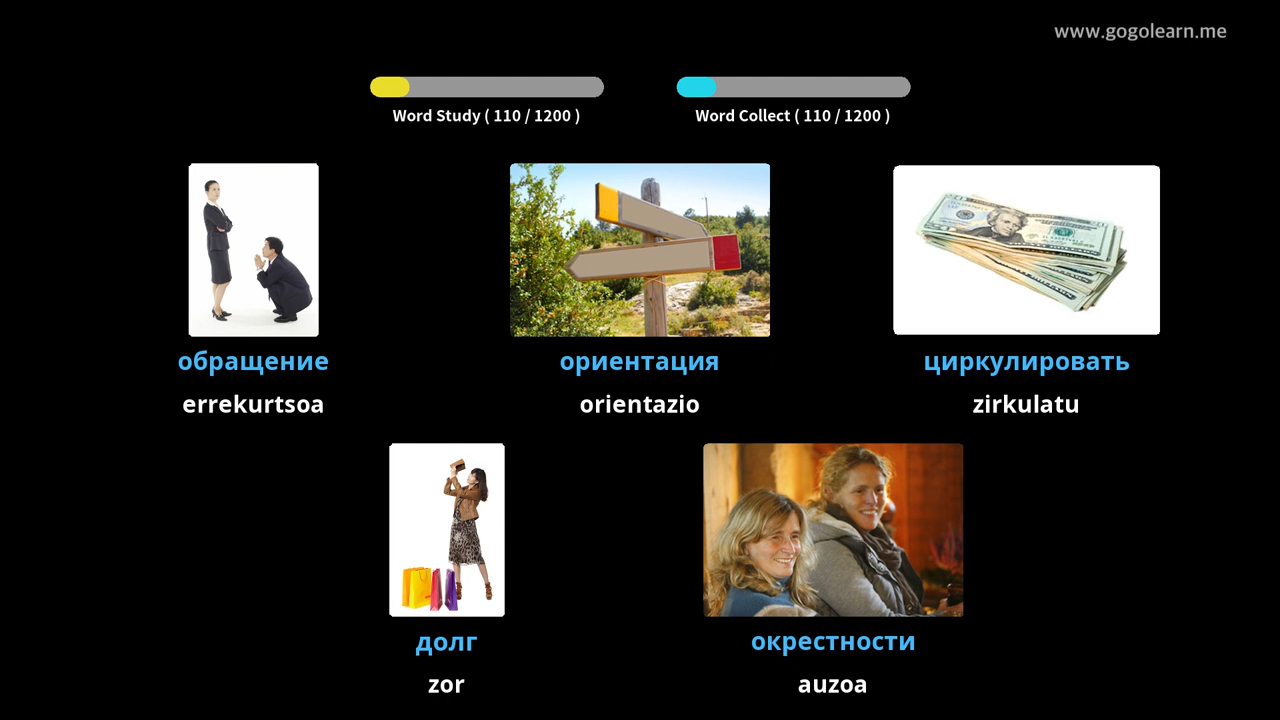 www.gogolearn.me
Word Study ( 110 / 1200 )
Word Collect ( 110 / 1200 )
обращение
ориентация
циркулировать
errekurtsoa
orientazio
zirkulatu
долг
окрестности
zor
auzoa